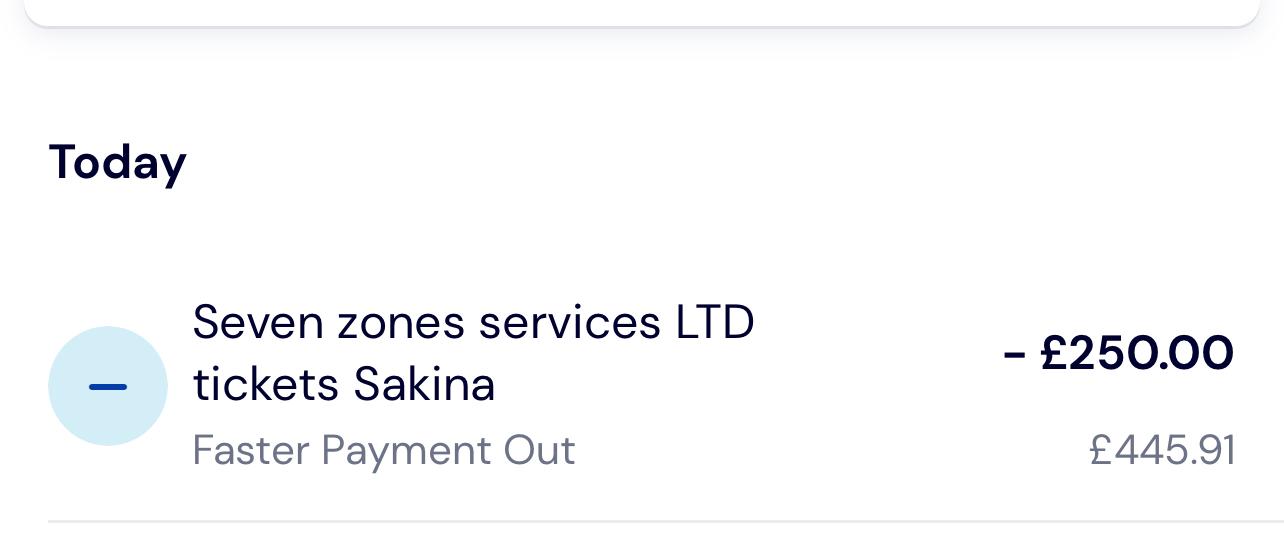 Today
Seven zones services LTD
tickets Sakina
- £250.00
Faster Payment Out
£445.91